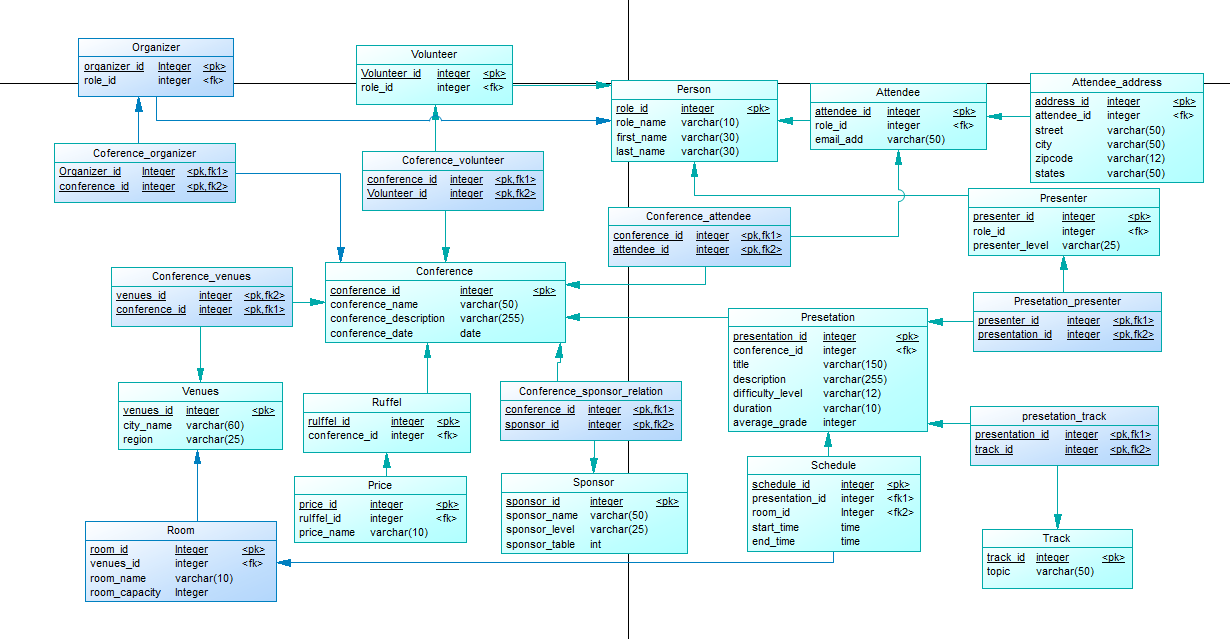 Organizer
organizer_id Integer <pk>
role_id integer <fk>
Volunteer
Volunteer_id integer <pk>
role_id integer <fk>
Person
role_id integer <pk>
role_name varchar(10)
first_name varchar(30)
last_name varchar(30)
Attendee
attendee_id integer <pk>
role_id integer <fk>
email_add varchar(50)
Attendee_address
address_id integer <pk>
attendee_id integer <fk>
street varchar(50)
city varchar(50)
zipcode varchar(12)
states varchar(50)
Coference_organizer
Organizer_id Integer <pk,fk1>
conference_id integer <pk,fk2>
Coference_volunteer
conference_id integer <pk,fk1>
Volunteer_id integer <pk,fk2>
Conference_attendee
conference_id integer <pk,fk1>
attendee_id integer <pk,fk2>
Presenter
presenter_id integer <pk>
role_id integer <fk>
presenter_level varchar(25)
Conference_venues
venues_id integer <pk,fk2>
conference_id integer <pk,fk1>
Conference
conference_id integer <pk>
conference_name varchar(50)
conference_description varchar(255)
conference_date date
Presetation
presentation_id integer <pk>
conference_id integer <fk>
title varchar(150)
description varchar(255)
difficulty_level varchar(12)
duration varchar(10)
average_grade integer
Presetation_presenter
presenter_id integer <pk,fk1>
presentation_id integer <pk,fk2>
Venues
venues_id integer <pk>
city_name varchar(60)
region varchar(25)
Ruffel
rulffel_id integer <pk>
conference_id integer <fk>
Conference_sponsor_relation
conference_id integer <pk,fk1>
sponsor_id integer <pk,fk2>
presetation_track
presentation_id integer <pk,fk1>
track_id integer <pk,fk2>
Price
price_id integer <pk>
rulffel_id integer <fk>
price_name varchar(10)
Sponsor
sponsor_id integer <pk>
sponsor_name varchar(50)
sponsor_level varchar(25)
sponsor_table int
Schedule
schedule_id integer <pk>
presentation_id integer <fk1>
room_id Integer <fk2>
start_time time
end_time time
Room
room_id Integer <pk>
venues_id integer <fk>
room_name varchar(10)
room_capacity Integer
Track
track_id integer <pk>
topic varchar(50)